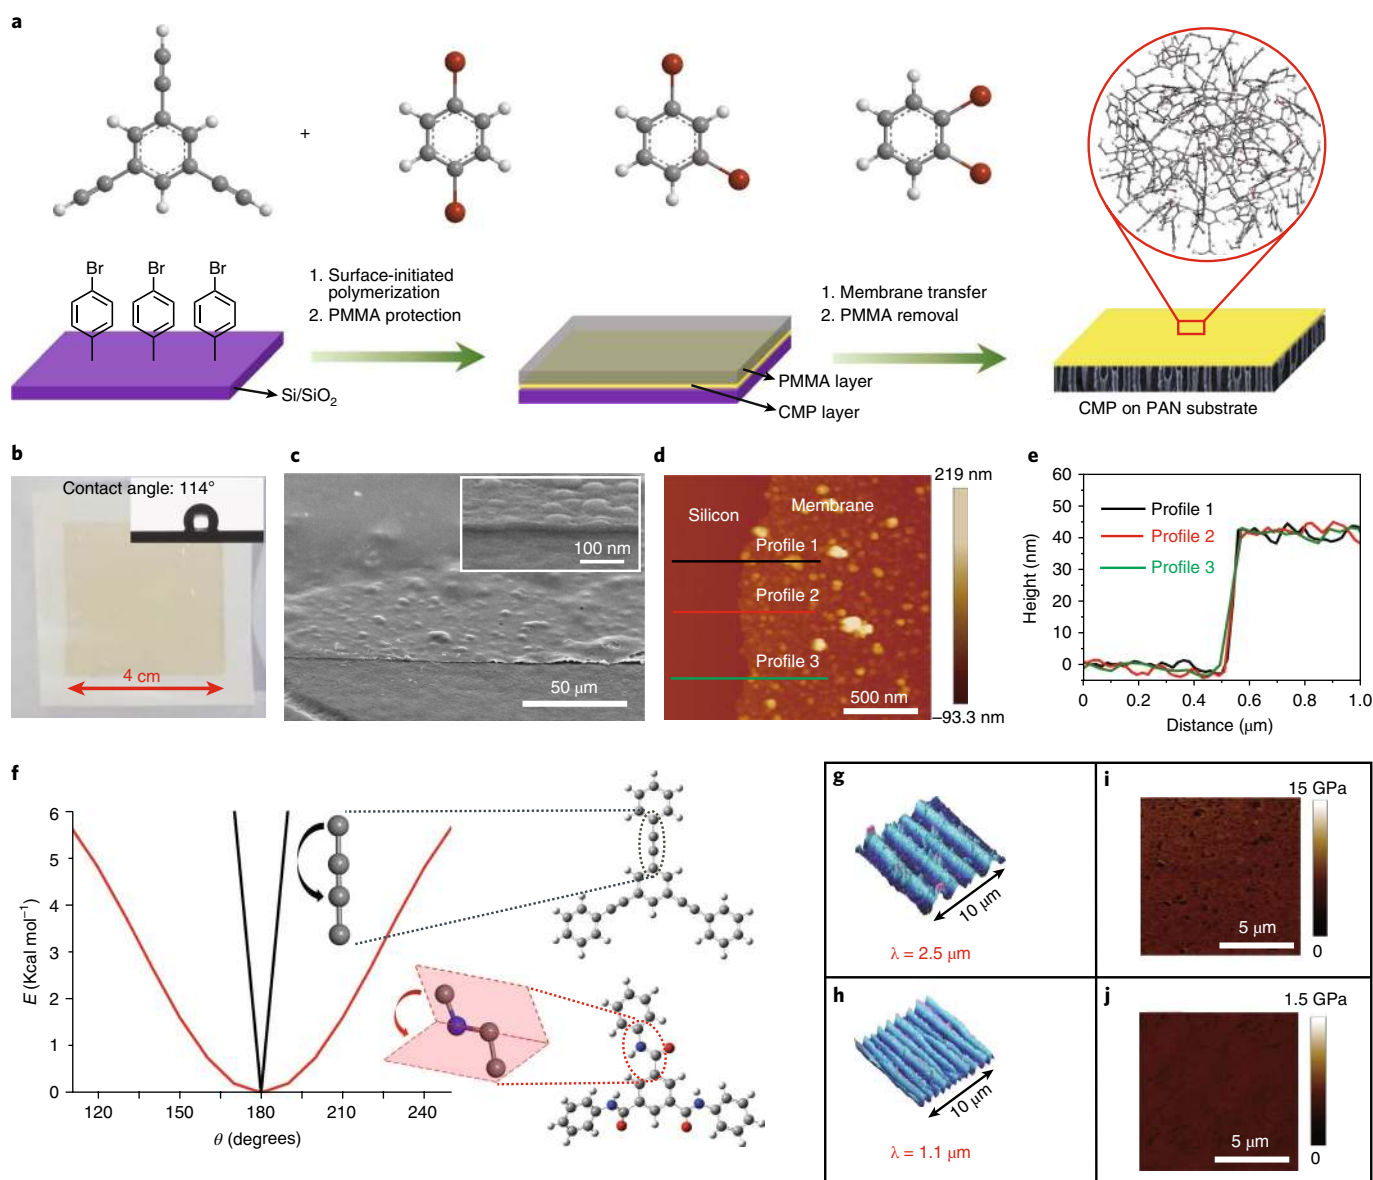 a
+
Br
Br
Br
1. Surface-initiated
polymerization
2. PMMA protection
1. Membrane transfer
2. PMMA removal
Si/SiO₂
PMMA layer
CMP layer
CMP on PAN substrate
b
Contact angle: 114°
4 cm
c
100 nm
50 μm
d
Silicon
Membrane
Profile 1
Profile 2
Profile 3
500 nm
219 nm
–93.3 nm
e
Height (nm)
60
50
40
30
20
10
0
Profile 1
Profile 2
Profile 3
0 0.2 0.4 0.6 0.8 1.0
Distance (μm)
f
E (Kcal mol⁻¹)
6
5
4
3
2
1
0
120 150 180 210 240
θ (degrees)
g
10 μm
λ = 2.5 μm
h
10 μm
λ = 1.1 μm
i
15 GPa
5 μm
0
j
1.5 GPa
5 μm
0